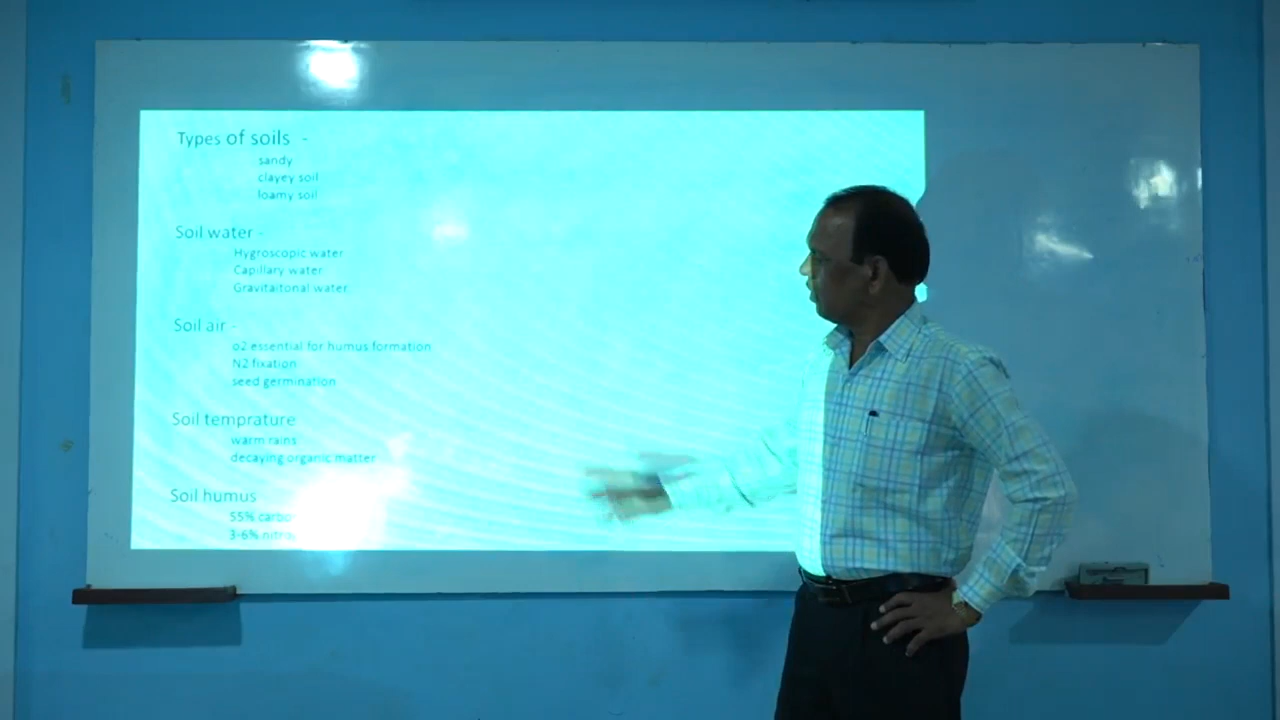 Types of soils -
sandy
clayey soil
loamy soil
Soil water -
Hygroscopic water
Capillary water
Gravitaitonal water
Soil air -
o2 essential for humus formation
N2 fixation
seed germination
Soil temprature
warm rains
decaying organic matter
Soil humus
55%
3-6%